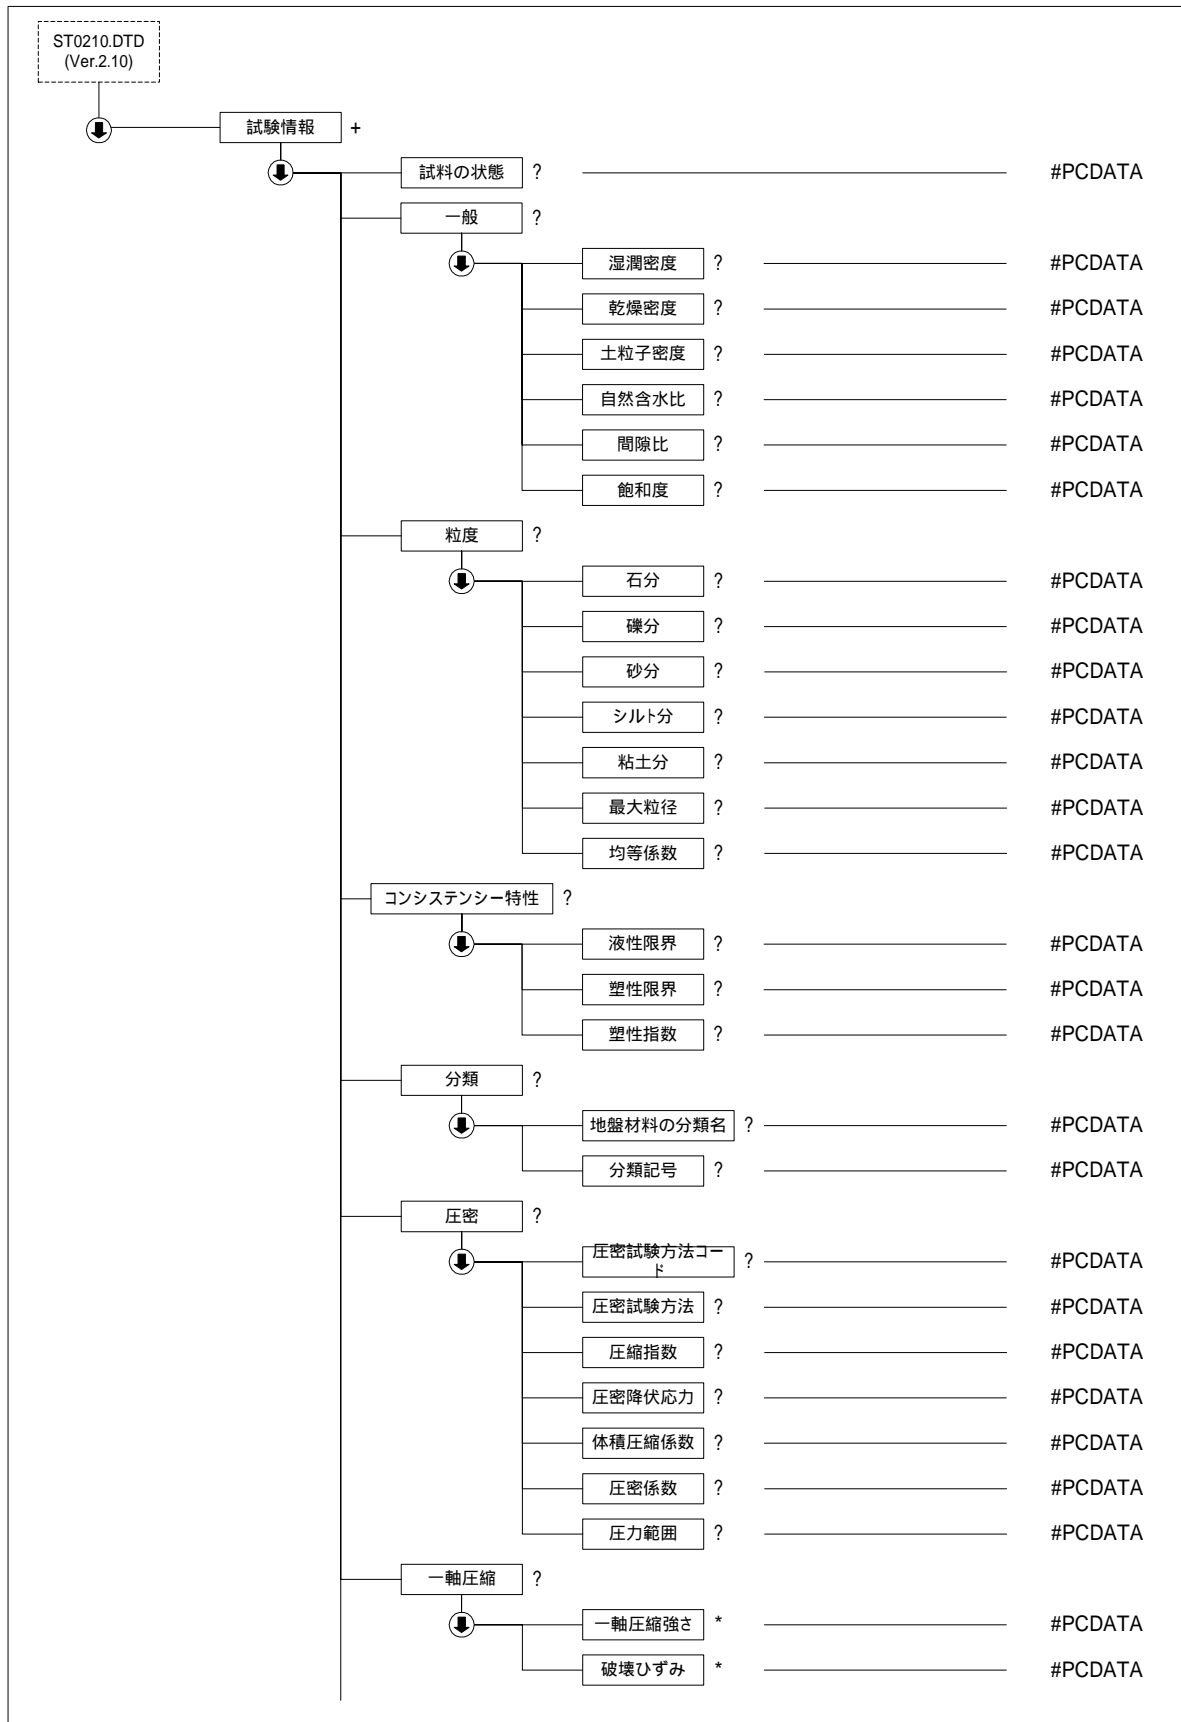 ST0210.DTD
(Ver.2.10)
試験情報 +
試料の状態 ? #PCDATA
一般 ?
湿潤密度 ? #PCDATA
乾燥密度 ? #PCDATA
土粒子密度 ? #PCDATA
自然含水比 ? #PCDATA
間隙比 ? #PCDATA
飽和度 ? #PCDATA
粒度 ?
石分 ? #PCDATA
礫分 ? #PCDATA
砂分 ? #PCDATA
シルト分 ? #PCDATA
粘土分 ? #PCDATA
最大粒径 ? #PCDATA
均等係数 ? #PCDATA
コンシステンシー特性 ?
液性限界 ? #PCDATA
塑性限界 ? #PCDATA
塑性指数 ? #PCDATA
分類 ?
地盤材料の分類名 ? #PCDATA
分類記号 ? #PCDATA
圧密 ?
圧密試験方法コー
ド ? #PCDATA
圧密試験方法 ? #PCDATA
圧縮指数 ? #PCDATA
圧密降伏応力 ? #PCDATA
体積圧縮係数 ? #PCDATA
圧密係数 ? #PCDATA
圧力範囲 ? #PCDATA
一軸圧縮 ?
一軸圧縮強さ * #PCDATA
破壊ひずみ * #PCDATA